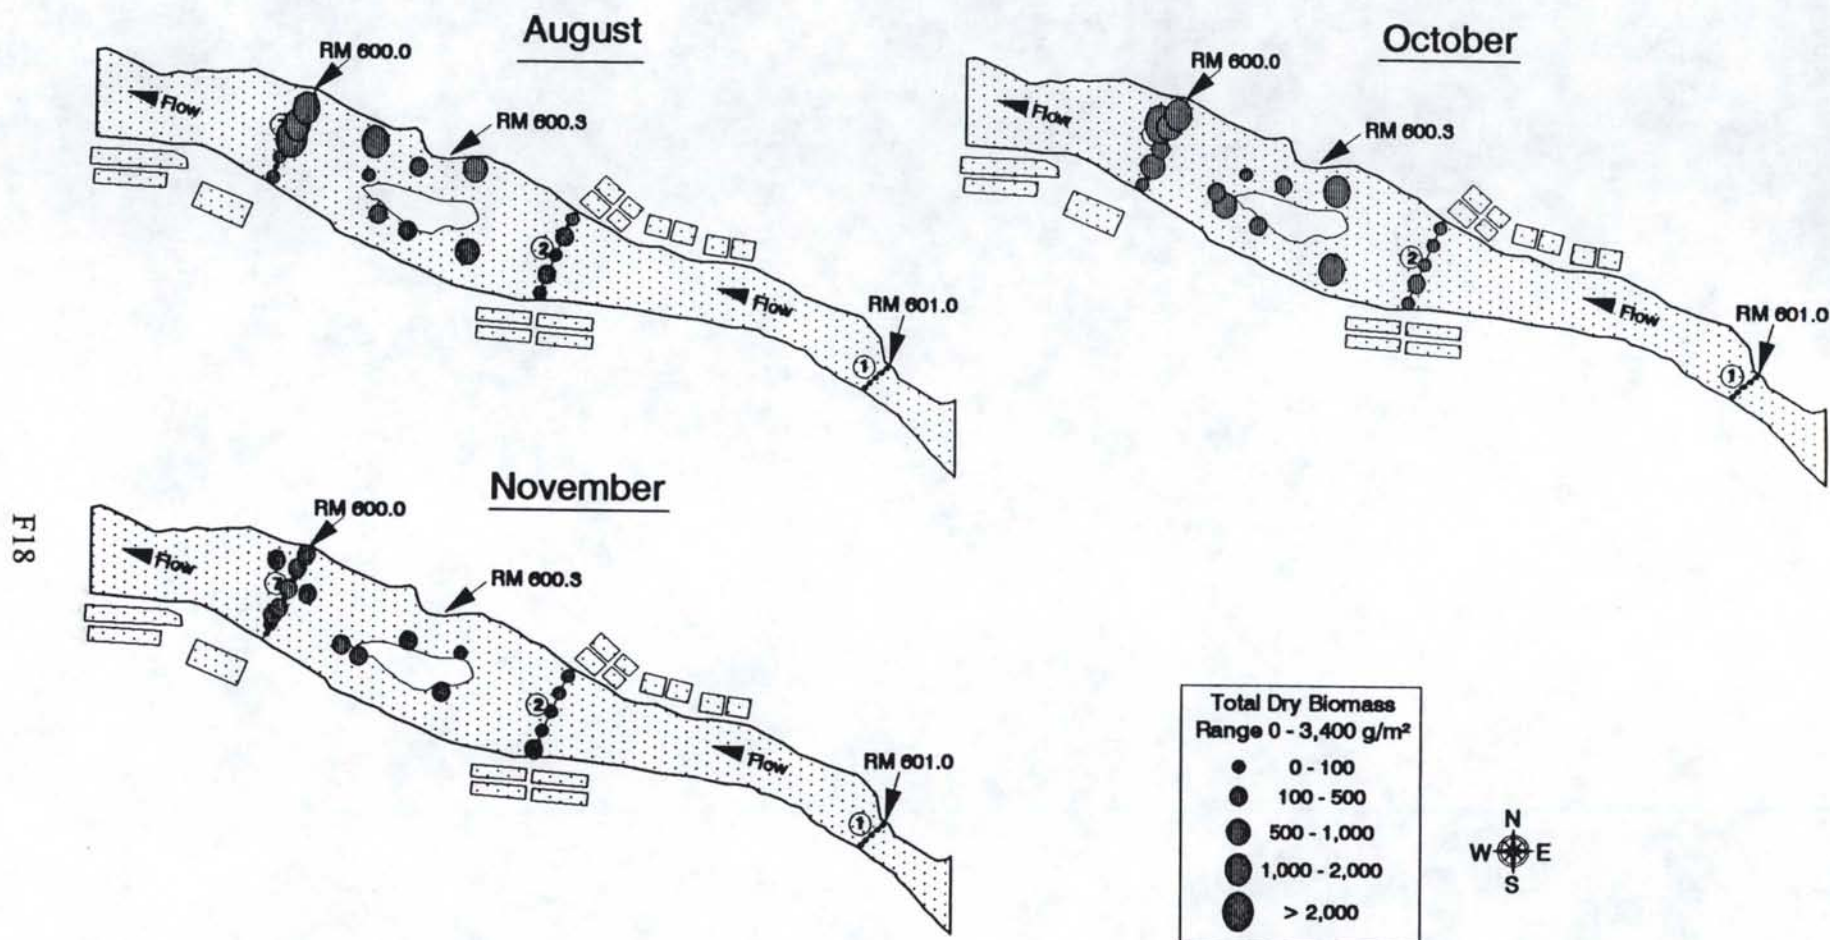 August
RM 600.0
Flow
RM 600.3
2
Flow
RM 601.0
1
October
RM 600.0
Flow
RM 600.3
2
Flow
RM 601.0
1
November
RM 600.0
Flow
7
RM 600.3
2
Flow
RM 601.0
1
F18
Total Dry Biomass
Range 0 - 3,400 g/m²
0 - 100
100 - 500
500 - 1,000
1,000 - 2,000
> 2,000
N
W E
S